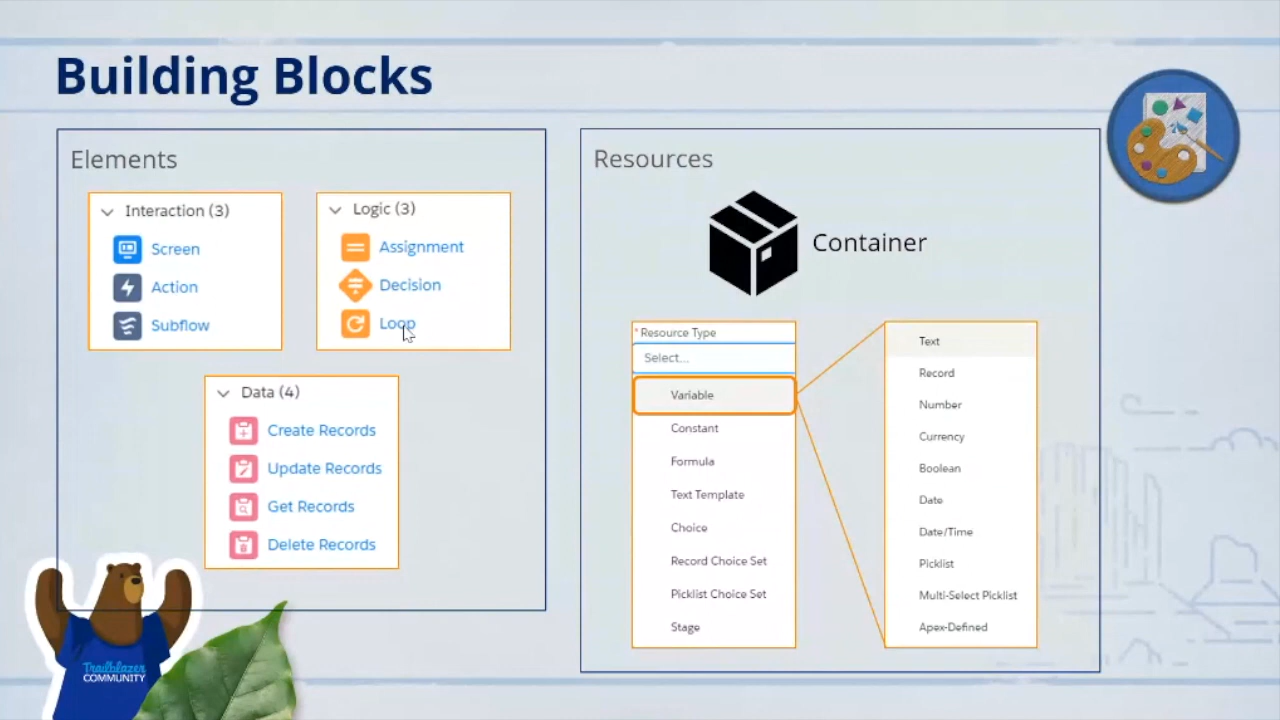 Building Blocks
Elements
Interaction (3)
Screen
Action
Subflow
Logic (3)
Assignment
Decision
Loop
Data (4)
Create Records
Update Records
Get Records
Delete Records
Trailblazer
COMMUNITY
Resources
Container
* Resource Type
Select...
Variable
Constant
Formula
Text Template
Choice
Record Choice Set
Picklist Choice Set
Stage
Text
Record
Number
Currency
Boolean
Date
Date/Time
Picklist
Multi-Select Picklist
Apex-Defined